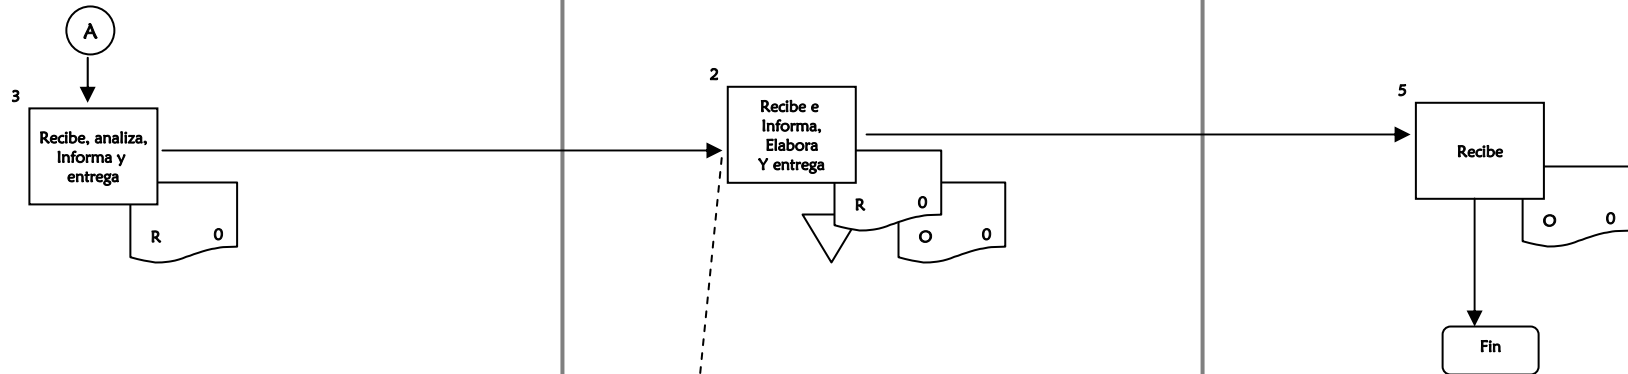 A
3
Recibe, analiza,
Informa y
entrega
R 0
2
Recibe e
Informa,
Elabora
Y entrega
R 0
O 0
5
Recibe
O 0
Fin